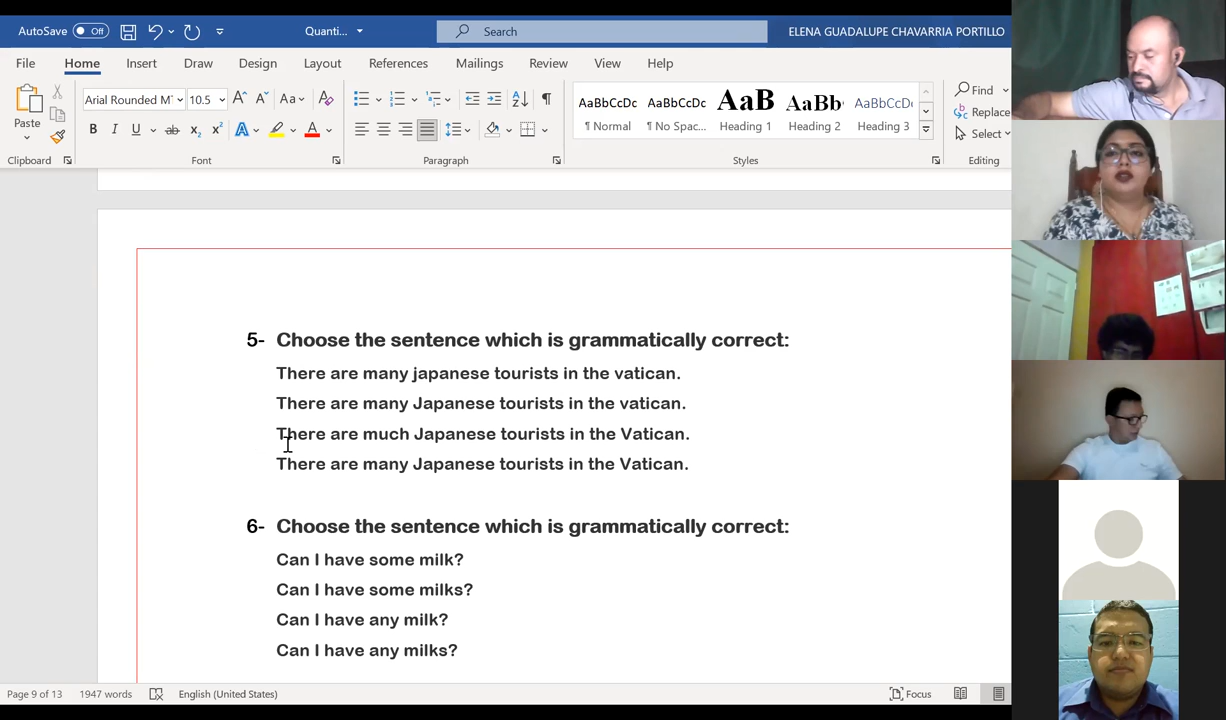 AutoSave Off Quanti... Search ELENA GUADALUPE CHAVARRIA PORTILLO
File Home Insert Draw Design Layout References Mailings Review View Help
Paste Arial Rounded M 10.5 A A Aa A AaBbCcDc AaBbCcDc AaB AaBb AaBbCcDc Find
B I U ab x2 x2 A A ¶ Normal ¶ No Spac... Heading 1 Heading 2 Heading 3 Replace
Select
Clipboard Font Paragraph Styles Editing
5- Choose the sentence which is grammatically correct:
There are many japanese tourists in the vatican.
There are many Japanese tourists in the vatican.
There are much Japanese tourists in the Vatican.
There are many Japanese tourists in the Vatican.
6- Choose the sentence which is grammatically correct:
Can I have some milk?
Can I have some milks?
Can I have any milk?
Can I have any milks?
Page 9 of 13 1947 words English (United States) Focus